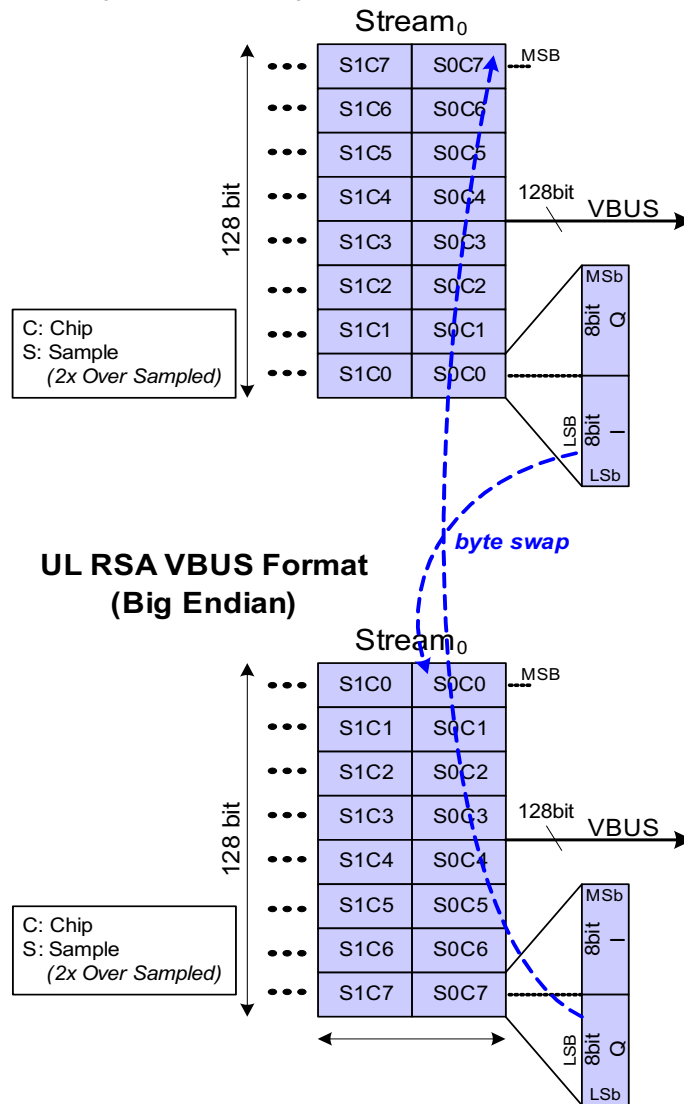 Stream0
MSB
••• S1C7 S0C7
••• S1C6 S0C6
••• S1C5 S0C5
••• S1C4 S0C4
128bit VBUS
••• S1C3 S0C3
••• S1C2 S0C2
••• S1C1 S0C1
••• S1C0 S0C0
128 bit
MSb
8bit Q
LSB 8bit I
LSb
C: Chip
S: Sample
(2x Over Sampled)
byte swap
UL RSA VBUS Format
(Big Endian)
Stream0
MSB
••• S1C0 S0C0
••• S1C1 S0C1
••• S1C2 S0C2
••• S1C3 S0C3
128bit VBUS
••• S1C4 S0C4
••• S1C5 S0C5
••• S1C6 S0C6
••• S1C7 S0C7
128 bit
MSb
8bit I
LSB 8bit Q
LSb
C: Chip
S: Sample
(2x Over Sampled)